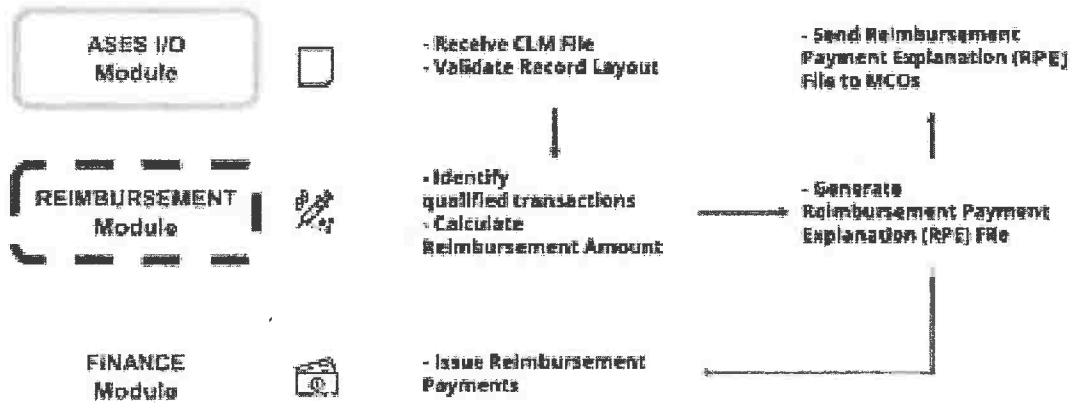 ASES I/O
Module
- Receive CLM File
- Validate Record Layout
- Send Reimbursement
Payment Explanation (RPE)
File to MCOs
REIMBURSEMENT
Module
- Identify
qualified transactions
- Calculate
Reimbursement Amount
- Generate
Reimbursement Payment
Explanation (RPE) File
FINANCE
Module
- Issue Reimbursement
Payments